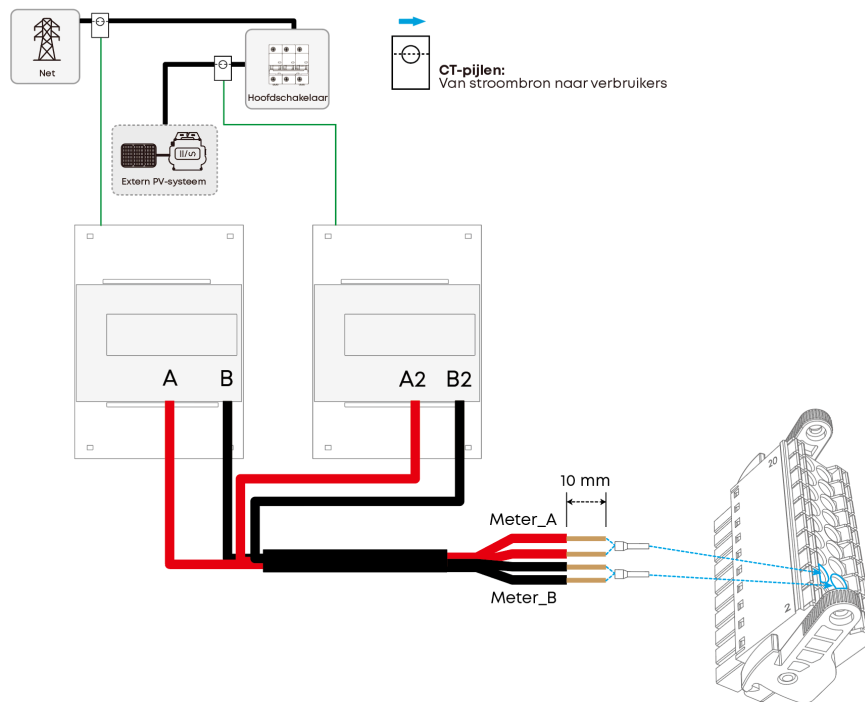 Net
Hoofdschakelaar
Extern PV-systeem
CT-pijlen:
Van stroombron naar verbruikers
A
B
A2
B2
10 mm
Meter_A
Meter_B
20
2